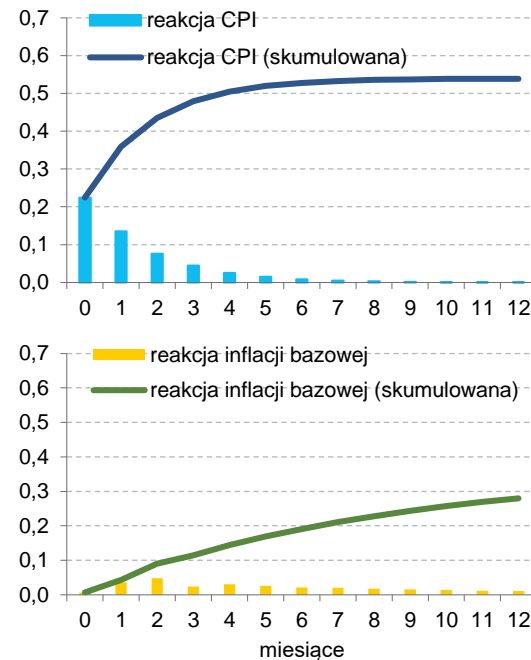 0,7
reakcja CPI
0,6
reakcja CPI (skumulowana)
0,5
0,4
0,3
0,2
0,1
0,0
0 1 2 3 4 5 6 7 8 9 10 11 12
0,7
reakcja inflacji bazowej
0,6
reakcja inflacji bazowej (skumulowana)
0,5
0,4
0,3
0,2
0,1
0,0
0 1 2 3 4 5 6 7 8 9 10 11 12
miesiące